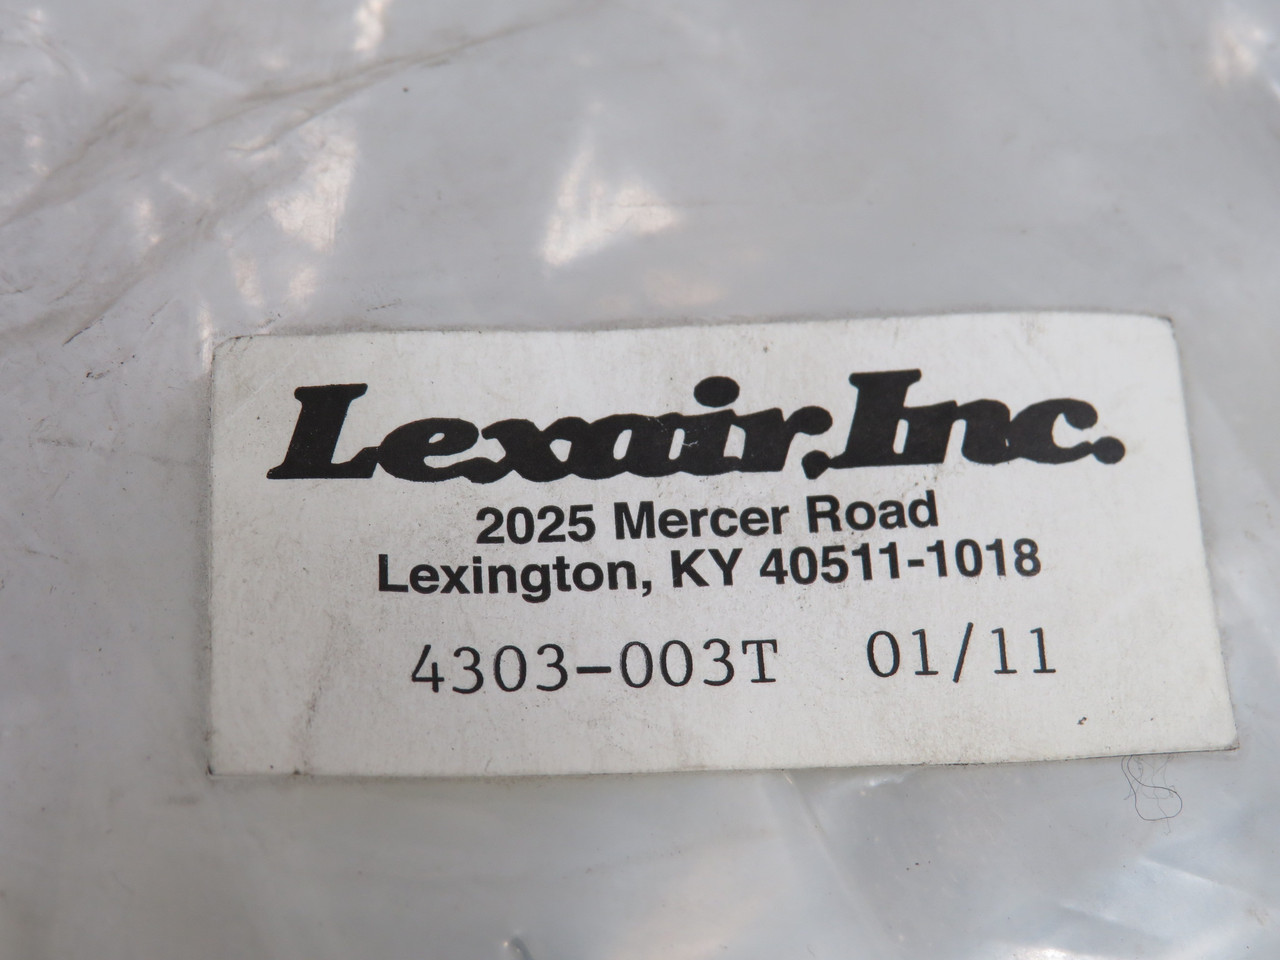 Lexair, Inc.
2025 Mercer Road
Lexington, KY 40511-1018
4303-003T 01/11